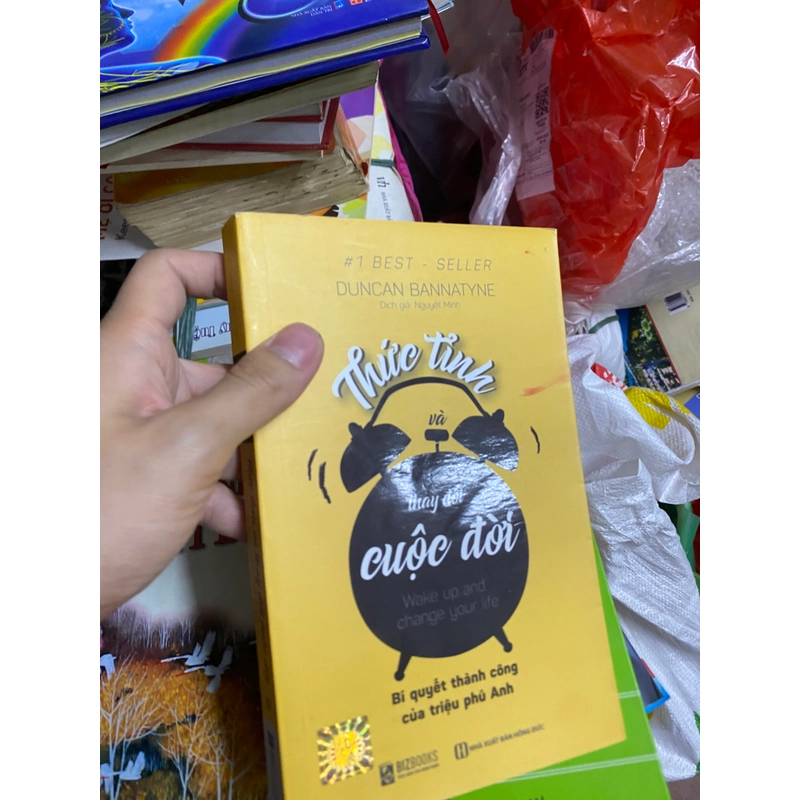 #1 BEST - SELLER
DUNCAN BANNATYNE
Dịch giả: Nguyệt Minh
Thức tỉnh
và
thay đổi
cuộc đời
Wake up and
change your life
Bí quyết thành công
của triệu phú Anh
BIZBOOKS
NHÀ XUẤT BẢN HỒNG ĐỨC